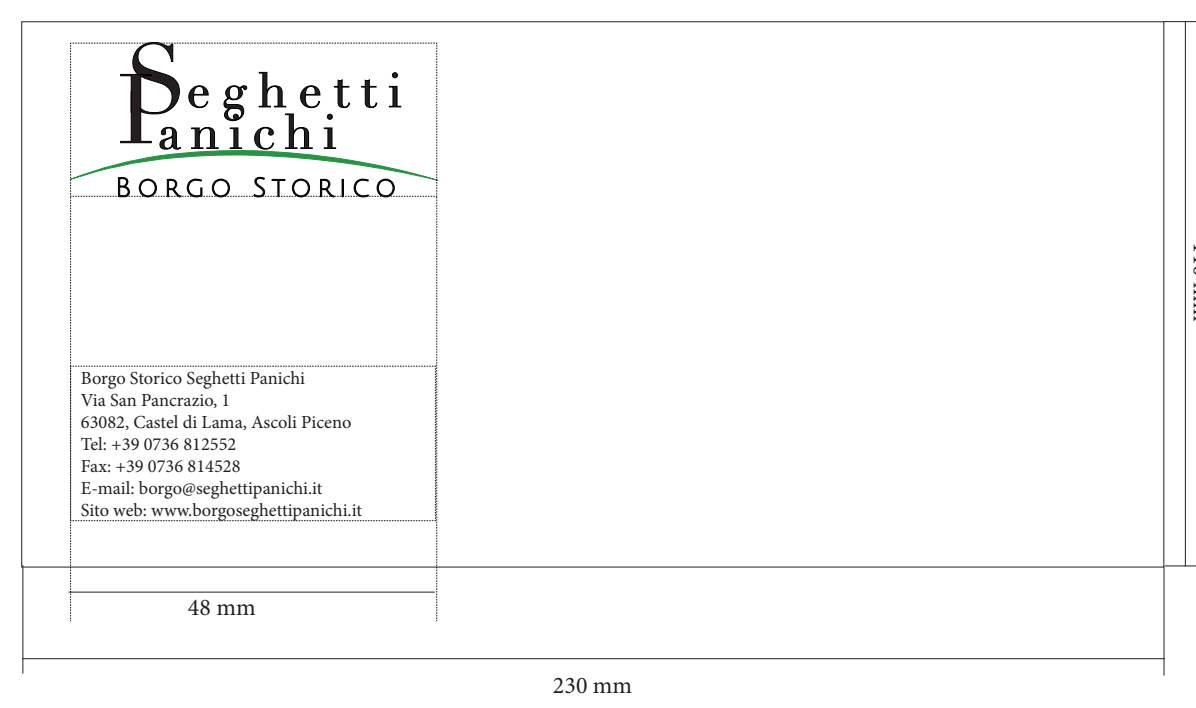 Seghetti
Panichi
BORGO STORICO
Borgo Storico Seghetti Panichi
Via San Pancrazio, 1
63082, Castel di Lama, Ascoli Piceno
Tel: +39 0736 812552
Fax: +39 0736 814528
E-mail: borgo@seghettipanichi.it
Sito web: www.borgoseghettipanichi.it
48 mm
230 mm